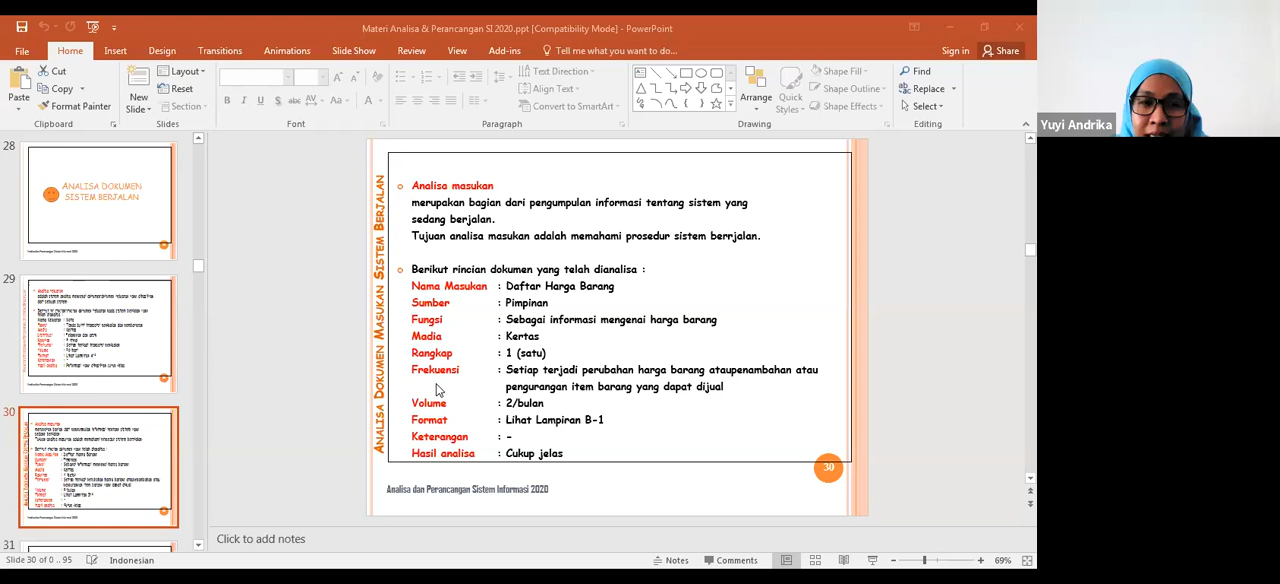 Materi Analisa & Perancangan SI 2020.ppt [Compatibility Mode] - PowerPoint
File Home Insert Design Transitions Animations Slide Show Review View Add-ins Tell me what you want to do... Sign in Share
Paste
Cut
Copy
Format Painter
Clipboard
New
Slide
Layout
Reset
Section
Slides
B I U S abc AV Aa A
Font
Paragraph
Text Direction
Align Text
Convert to SmartArt
Arrange
Quick
Styles
Shape Fill
Shape Outline
Shape Effects
Drawing
Find
Replace
Select
Editing
Yuyi Andrika
28
ANALISA DOKUMEN
SISTEM BERJALAN
29
30
31
ANALISA DOKUMEN MASUKAN SISTEM BERJALAN
Analisa masukan
merupakan bagian dari pengumpulan informasi tentang sistem yang
sedang berjalan.
Tujuan analisa masukan adalah memahami prosedur sistem berrjalan.
Berikut rincian dokumen yang telah dianalisa :
Nama Masukan : Daftar Harga Barang
Sumber : Pimpinan
Fungsi : Sebagai informasi mengenai harga barang
Madia : Kertas
Rangkap : 1 (satu)
Frekuensi : Setiap terjadi perubahan harga barang ataupenambahan atau
pengurangan item barang yang dapat dijual
Volume : 2/bulan
Format : Lihat Lampiran B-1
Keterangan : -
Hasil analisa : Cukup jelas
30
Analisa dan Perancangan Sistem Informasi 2020
Click to add notes
Slide 30 of 0 .. 95 Indonesian Notes Comments 69%